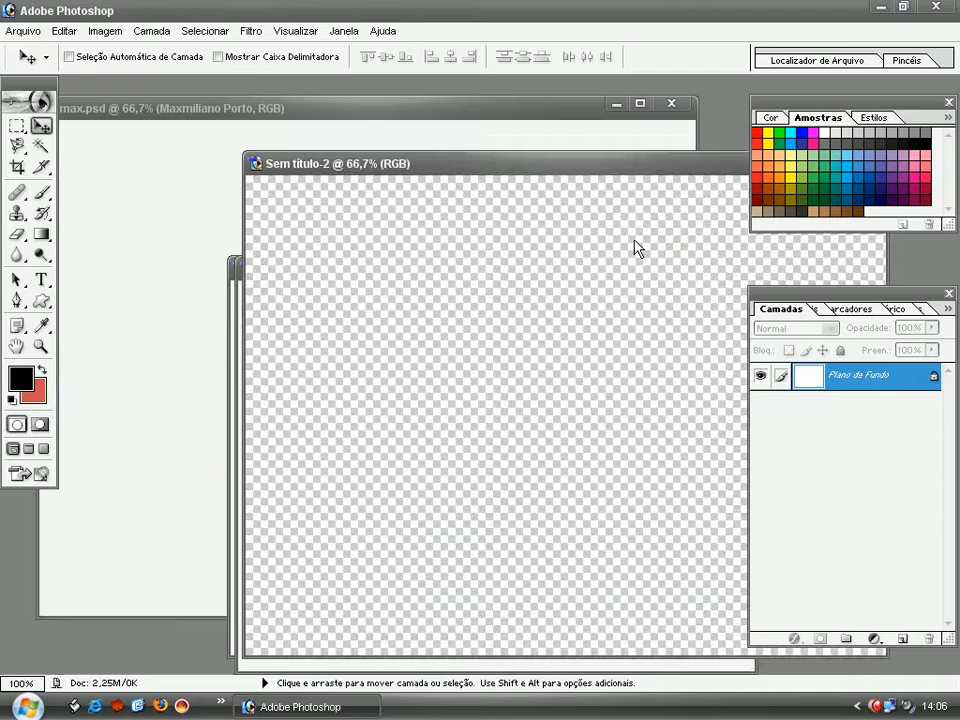 Adobe Photoshop
Arquivo Editar Imagem Camada Selecionar Filtro Visualizar Janela Ajuda
Seleção Automática de Camada Mostrar Caixa Delimitadora
Localizador de Arquivo Pincéis
max.psd @ 66,7% (Maxmiliano Porto, RGB)
Cor Amostras Estilos
Sem título-2 @ 66,7% (RGB)
Camadas arcadores rico
Normal Opacidade: 100%
Bloq.: Preen.: 100%
Plano de Fundo
100% Doc: 2,25M/0K Clique e arraste para mover camada ou seleção. Use Shift e Alt para opções adicionais.
Adobe Photoshop 14:06